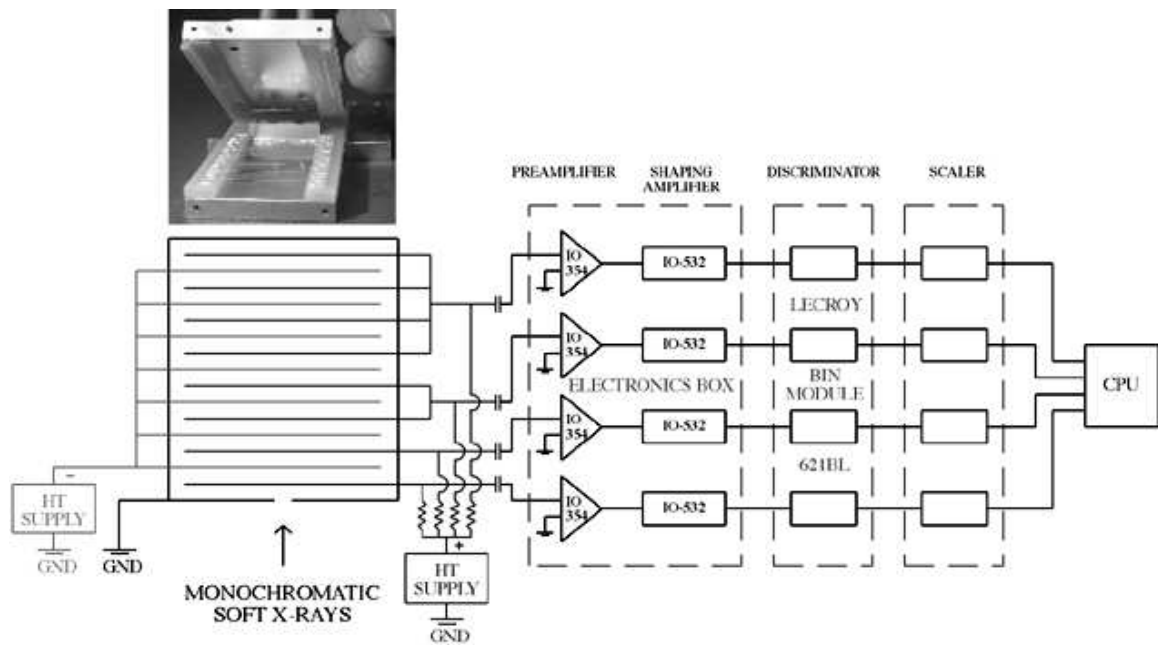 PREAMPLIFIER
SHAPING
AMPLIFIER
DISCRIMINATOR
SCALER
IO
354
IO-532
LECROY
IO
354
IO-532
ELECTRONICS BOX
BIN
MODULE
CPU
IO
354
IO-532
621BL
IO
354
IO-532
−
HT
SUPPLY
GND
GND
MONOCHROMATIC
SOFT X-RAYS
+
HT
SUPPLY
GND